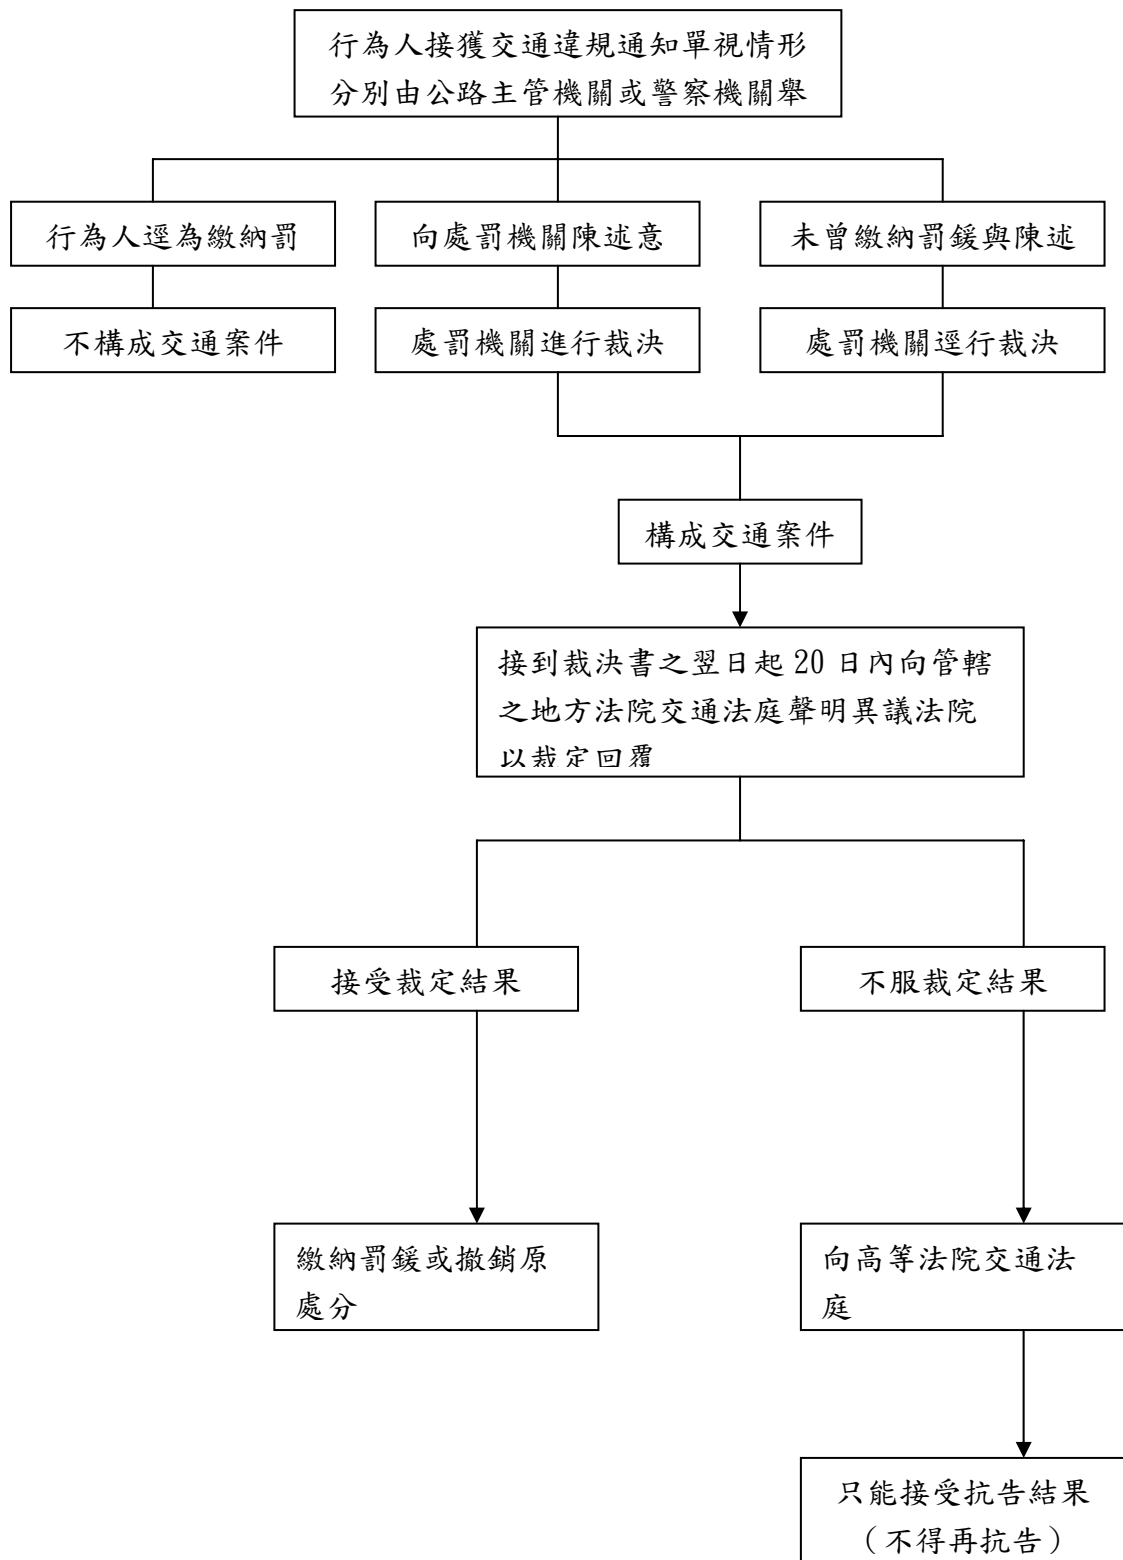 行為人接獲交通違規通知單視情形
分別由公路主管機關或警察機關舉
行為人逕為繳納罰
向處罰機關陳述意
未曾繳納罰鍰與陳述
不構成交通案件
處罰機關進行裁決
處罰機關逕行裁決
構成交通案件
接到裁決書之翌日起 20 日內向管轄
之地方法院交通法庭聲明異議法院
以裁定回覆
接受裁定結果
不服裁定結果
繳納罰鍰或撤銷原
處分
向高等法院交通法
庭
只能接受抗告結果
（不得再抗告）